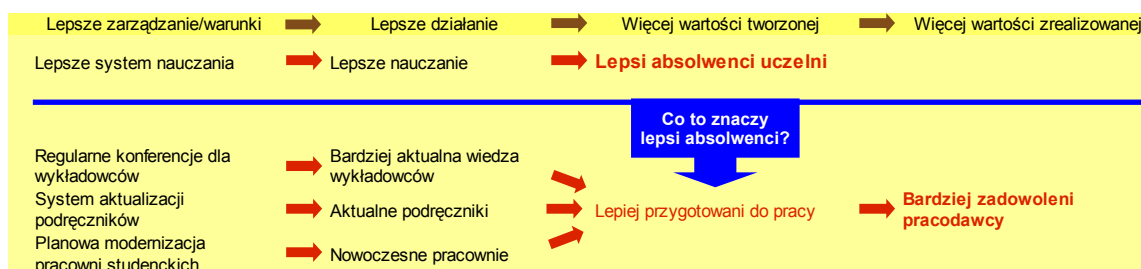 Lepsze zarządzanie/warunki Lepsze działanie Więcej wartości tworzonej Więcej wartości zrealizowanej
Lepsze system nauczania Lepsze nauczanie Lepsi absolwenci uczelni
Co to znaczy
lepsi absolwenci?
Regularne konferencje dla
wykładowców
Bardziej aktualna wiedza
wykładowców
System aktualizacji
podręczników
Aktualne podręczniki
Lepiej przygotowani do pracy
Bardziej zadowoleni
pracodawcy
Planowa modernizacja
pracowni studenckich
Nowoczesne pracownie